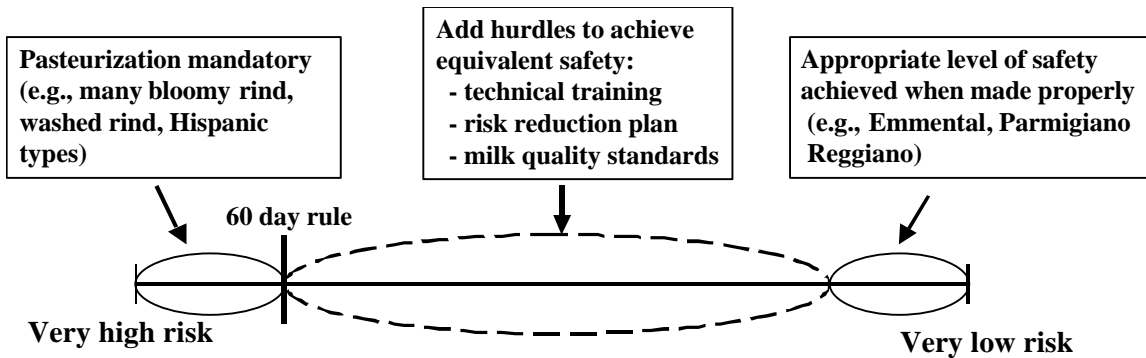 Pasteurization mandatory
(e.g., many bloomy rind,
washed rind, Hispanic
types)
Add hurdles to achieve
equivalent safety:
- technical training
- risk reduction plan
- milk quality standards
Appropriate level of safety
achieved when made properly
(e.g., Emmental, Parmigiano
Reggiano)
60 day rule
Very high risk
Very low risk